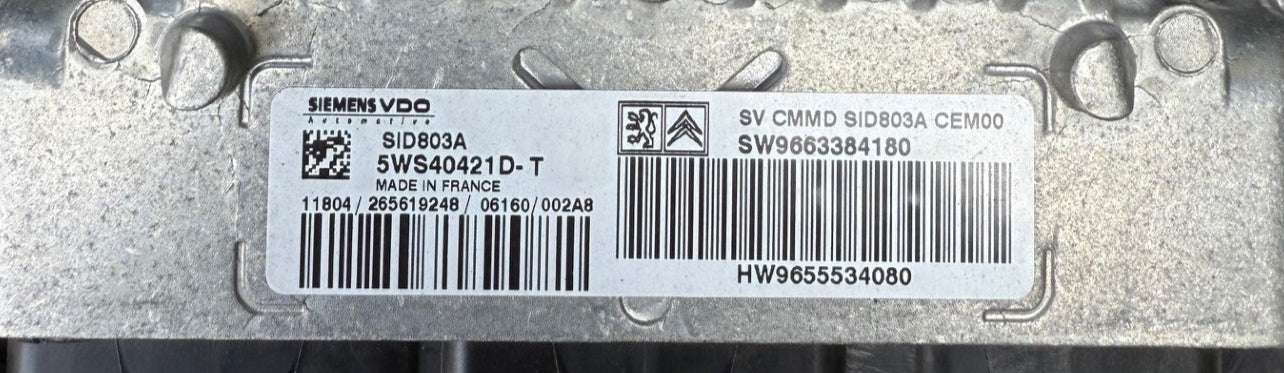 SIEMENS VDO
Automotive
SID803A
5WS40421D-T
MADE IN FRANCE
11804/265619248/06160/002A8
SV CMMD SID803A CEM00
SW9663384180
HW9655534080